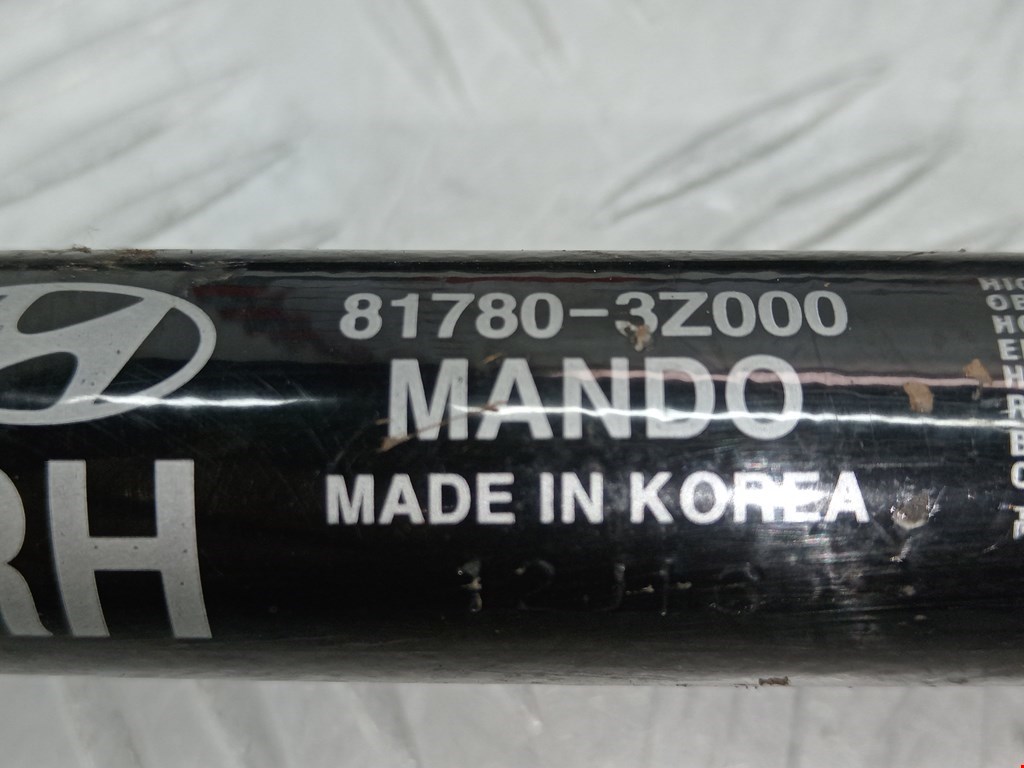 81780-3Z000
MANDO
MADE IN KOREA
RH